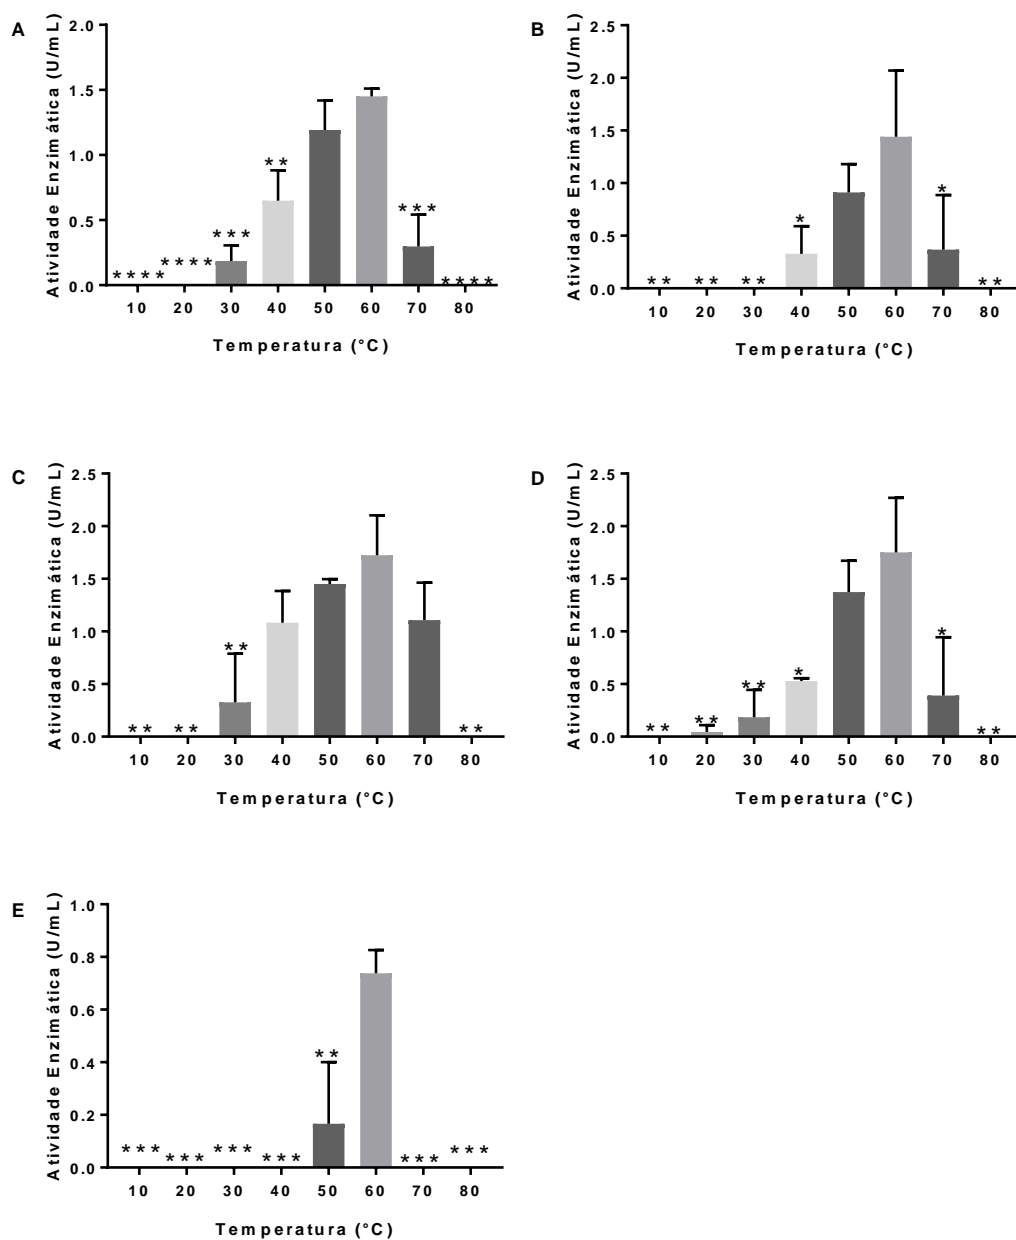 A
Atividade Enzimática (U/mL)
2.0
1.5
1.0
0.5
0.0
**** **** *** ** *** ****
10 20 30 40 50 60 70 80
Temperatura (°C)
B
Atividade Enzimática (U/mL)
2.5
2.0
1.5
1.0
0.5
0.0
** ** ** * * **
10 20 30 40 50 60 70 80
Temperatura (°C)
C
Atividade Enzimática (U/mL)
2.5
2.0
1.5
1.0
0.5
0.0
** ** ** **
10 20 30 40 50 60 70 80
Temperatura (°C)
D
Atividade Enzimática (U/mL)
2.5
2.0
1.5
1.0
0.5
0.0
** ** ** * * **
10 20 30 40 50 60 70 80
Temperatura (°C)
E
Atividade Enzimática (U/mL)
1.0
0.8
0.6
0.4
0.2
0.0
*** *** *** *** ** *** ***
10 20 30 40 50 60 70 80
Temperatura (°C)